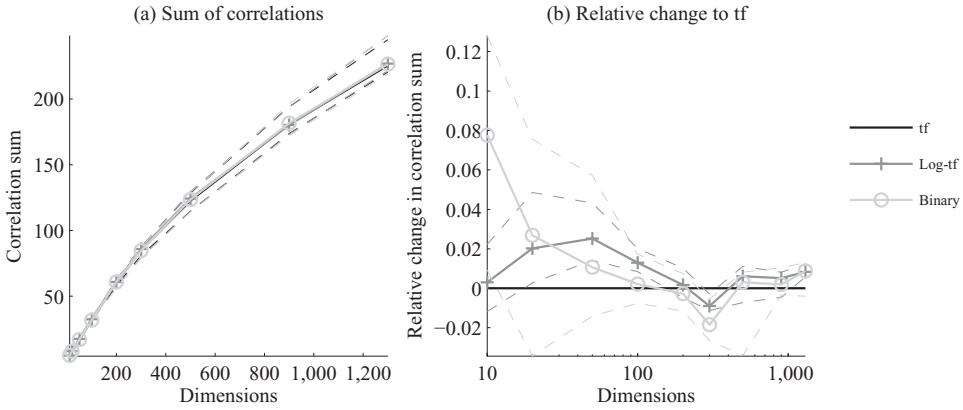 (a) Sum of correlations
Correlation sum
200
150
100
50
200 400 600 800 1,000 1,200
Dimensions
(b) Relative change to tf
Relative change in correlation sum
0.12
0.1
0.08
0.06
0.04
0.02
0
−0.02
10 100 1,000
Dimensions
tf
Log-tf
Binary